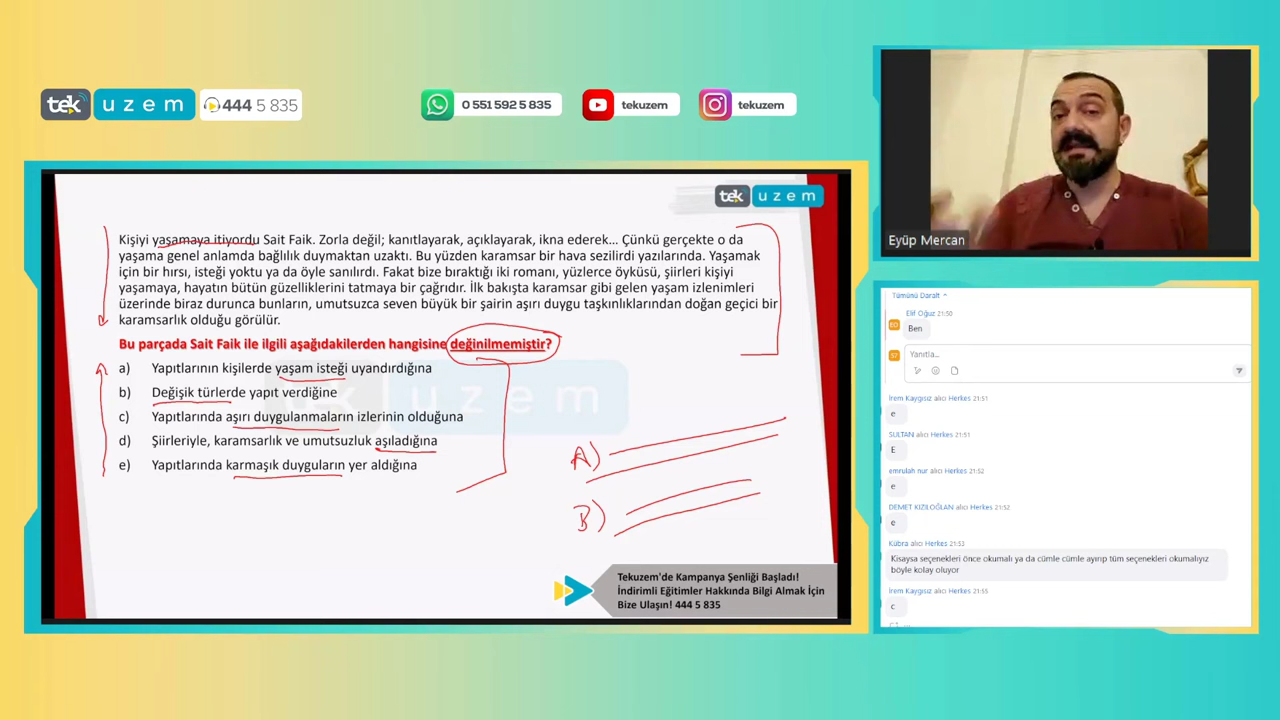 tek uzem 444 5 835
0 551 592 5 835
tekuzem
tekuzem
Eyüp Mercan
tek uzem
Kişiyi yaşamaya itiyordu Sait Faik. Zorla değil; kanıtlayarak, açıklayarak, ikna ederek... Çünkü gerçekte o da
yaşama genel anlamda bağlılık duymaktan uzaktı. Bu yüzden karamsar bir hava sezilirdi yazılarında. Yaşamak
için bir hırsı, isteği yoktu ya da öyle sanılırdı. Fakat bize bıraktığı iki romanı, yüzlerce öyküsü, şiirleri kişiyi
yaşamaya, hayatın bütün güzelliklerini tatmaya bir çağrıdır. İlk bakışta karamsar gibi gelen yaşam izlenimleri
üzerinde biraz durunca bunların, umutsuzca seven büyük bir şairin aşırı duygu taşkınlıklarından doğan geçici bir
karamsarlık olduğu görülür.
Bu parçada Sait Faik ile ilgili aşağıdakilerden hangisine değinilmemiştir?
a) Yapıtlarının kişilerde yaşam isteği uyandırdığına
b) Değişik türlerde yapıt verdiğine
c) Yapıtlarında aşırı duygulanmaların izlerinin olduğuna
d) Şiirleriyle, karamsarlık ve umutsuzluk aşıladığına
e) Yapıtlarında karmaşık duyguların yer aldığına
A)
B)
Tekuzem'de Kampanya Şenliği Başladı!
İndirimli Eğitimler Hakkında Bilgi Almak İçin
Bize Ulaşın! 444 5 835
Tümünü Daralt
Elif Oğuz 21:50
EO
Ben
Yanıtla...
İrem Kaygısız alıcı Herkes 21:51
e
SULTAN alıcı Herkes 21:51
E
emrulah nur alıcı Herkes 21:52
e
DEMET KIZILOĞLAN alıcı Herkes 21:52
e
Kübra alıcı Herkes 21:53
Kisaysa seçenekleri önce okumalı ya da cümle cümle ayırıp tüm seçenekleri okumalıyız
böyle kolay oluyor
İrem Kaygısız alıcı Herkes 21:55
c